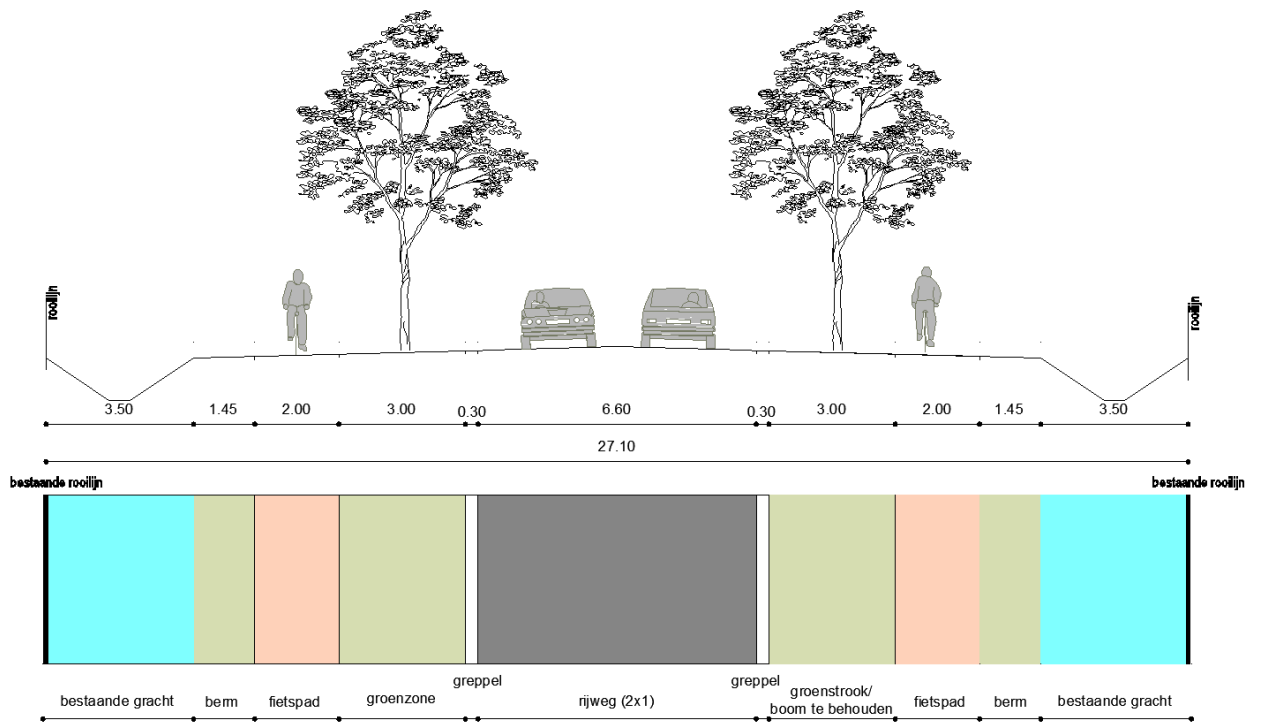 rooilijn
rooilijn
3.50 1.45 2.00 3.00 0.30 6.60 0.30 3.00 2.00 1.45 3.50
27.10
bestaande rooilijn bestaande rooilijn
greppel greppel
bestaande gracht berm fietspad groenzone rijweg (2x1) groenstrook/ fietspad berm bestaande gracht
boom te behouden